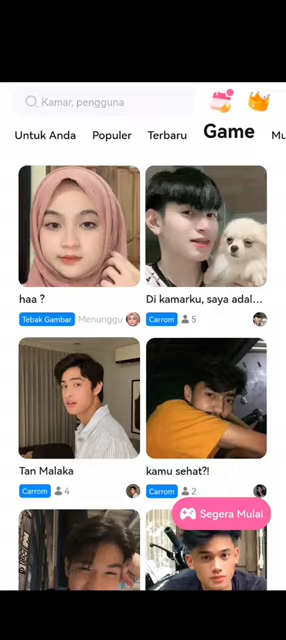 Kamar, pengguna
Untuk Anda Populer Terbaru Game Mu
haa ?
Di kamarku, saya adal...
Tebak Gambar Menunggu
Carrom 5
Tan Malaka
kamu sehat?!
Carrom 4
Carrom 2
Segera Mulai